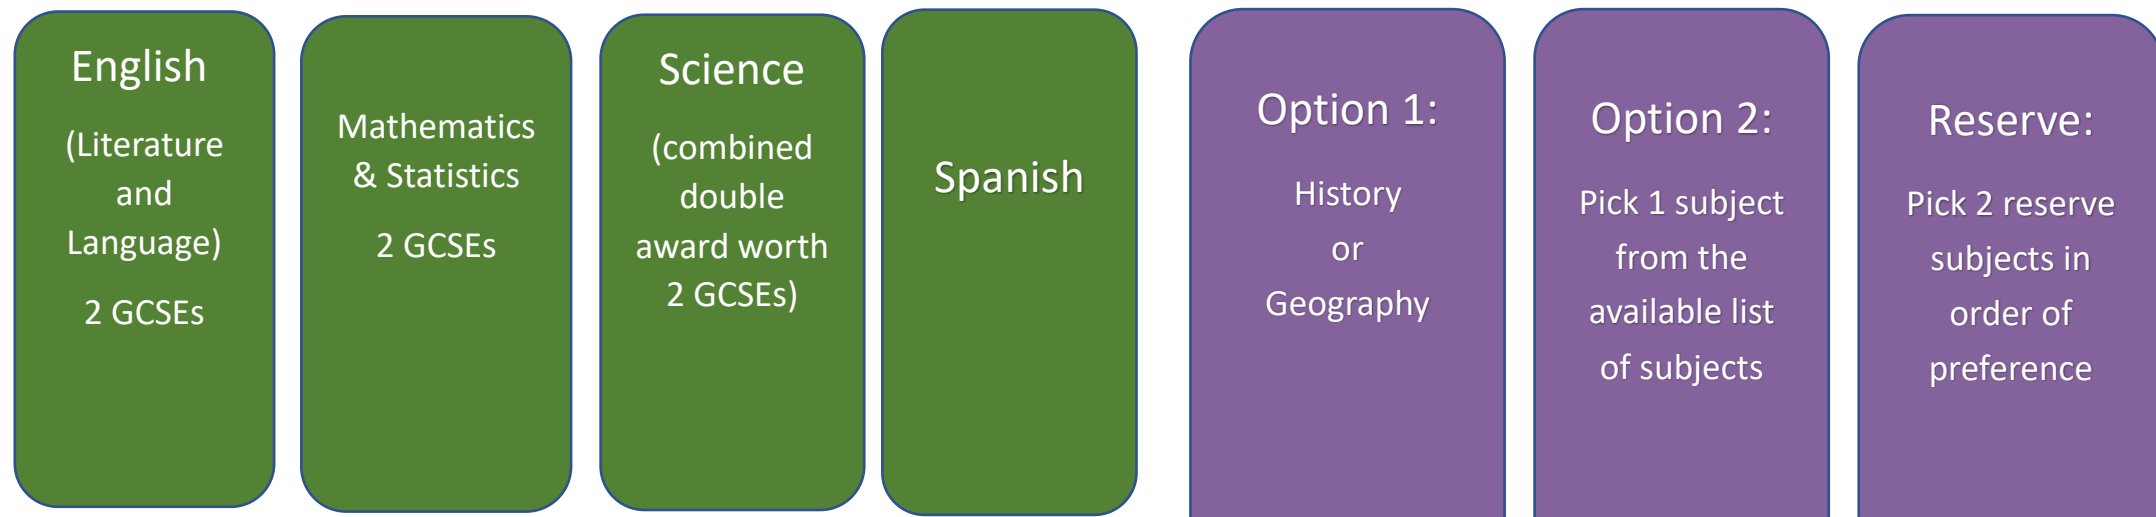 English
(Literature
and
Language)
2 GCSEs
Mathematics
& Statistics
2 GCSEs
Science
(combined
double
award worth
2 GCSEs)
Spanish
Option 1:
History
or
Geography
Option 2:
Pick 1 subject
from the
available list
of subjects
Reserve:
Pick 2 reserve
subjects in
order of
preference